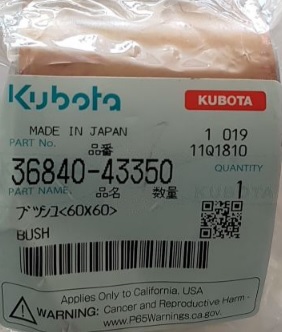 Kubota
KUBOTA
MADE IN JAPAN 1 019
PART No. 品番 11Q1810
36840-43350 QUANTITY
PART NAME. 品名 数量 KUBOTA
ブッシュ<60X60> 1
BUSH
Applies Only to California, USA
WARNING: Cancer and Reproductive Harm -
www.P65Warnings.ca.gov.